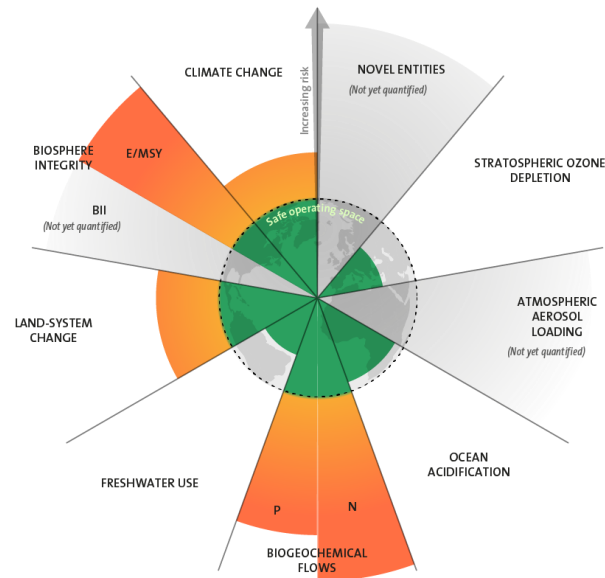 CLIMATE CHANGE
Increasing risk
NOVEL ENTITIES
(Not yet quantified)
BIOSPHERE
INTEGRITY
E/MSY
BII
(Not yet quantified)
STRATOSPHERIC OZONE
DEPLETION
Safe operating space
LAND-SYSTEM
CHANGE
ATMOSPHERIC
AEROSOL
LOADING
(Not yet quantified)
FRESHWATER USE
OCEAN
ACIDIFICATION
P
N
BIOGEOCHEMICAL
FLOWS